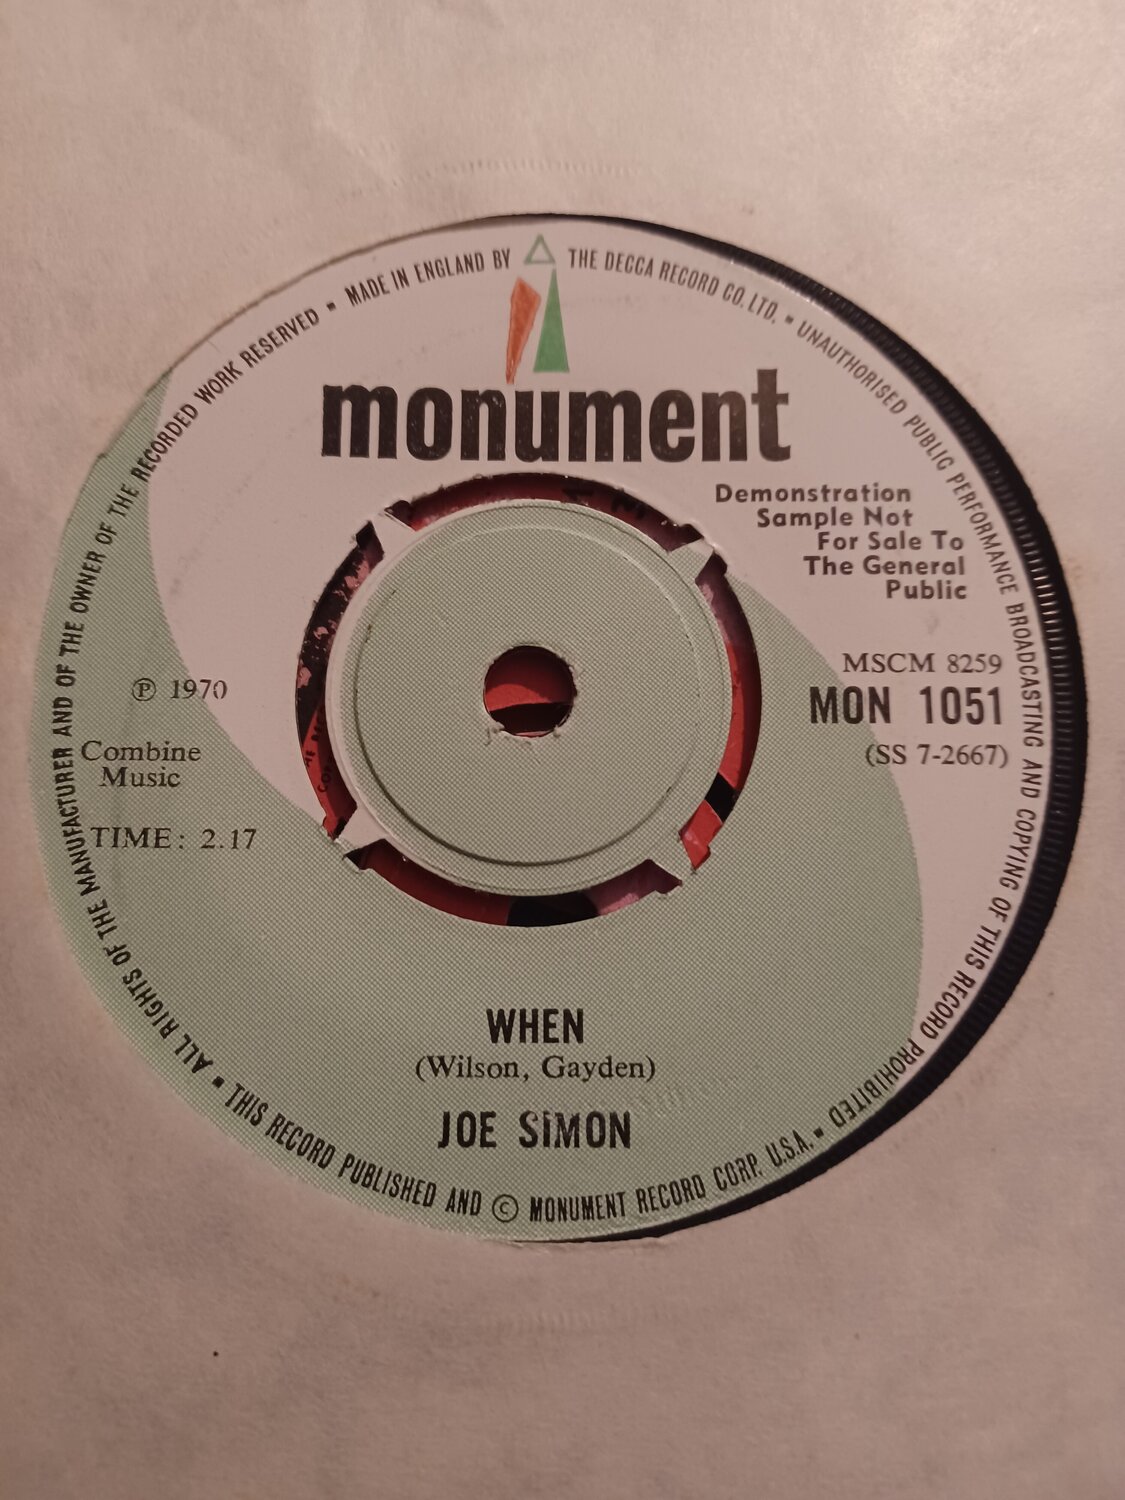 MADE IN ENGLAND BY THE DECCA RECORD CO. LTD. ▪ UNAUTHORISED PUBLIC PERFORMANCE BROADCASTING AND COPYING OF THIS RECORD PROHIBITED ▪
THIS RECORD PUBLISHED AND © MONUMENT RECORD CORP. U.S.A. ▪
ALL RIGHTS OF THE MANUFACTURER AND OF THE OWNER OF THE RECORDED WORK RESERVED ▪
monument
Demonstration
Sample Not
For Sale To
The General
Public
MSCM 8259
MON 1051
(SS 7-2667)
℗ 1970
Combine
Music
TIME: 2.17
WHEN
(Wilson, Gayden)
JOE SIMON